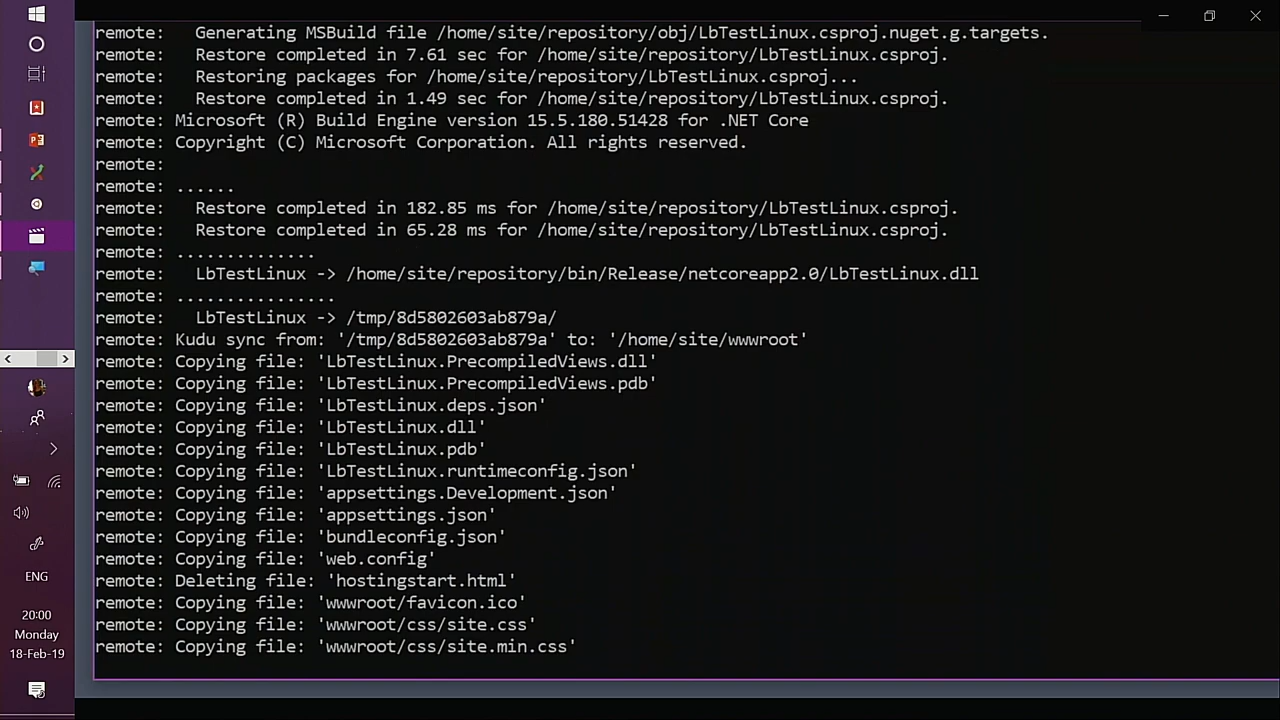 remote:   Generating MSBuild file /home/site/repository/obj/LbTestLinux.csproj.nuget.g.targets.
remote:   Restore completed in 7.61 sec for /home/site/repository/LbTestLinux.csproj.
remote:   Restoring packages for /home/site/repository/LbTestLinux.csproj...
remote:   Restore completed in 1.49 sec for /home/site/repository/LbTestLinux.csproj.
remote: Microsoft (R) Build Engine version 15.5.180.51428 for .NET Core
remote: Copyright (C) Microsoft Corporation. All rights reserved.
remote:
remote: ......
remote:   Restore completed in 182.85 ms for /home/site/repository/LbTestLinux.csproj.
remote:   Restore completed in 65.28 ms for /home/site/repository/LbTestLinux.csproj.
remote: ..............
remote:   LbTestLinux -> /home/site/repository/bin/Release/netcoreapp2.0/LbTestLinux.dll
remote: ................
remote:   LbTestLinux -> /tmp/8d5802603ab879a/
remote: Kudu sync from: '/tmp/8d5802603ab879a' to: '/home/site/wwwroot'
remote: Copying file: 'LbTestLinux.PrecompiledViews.dll'
remote: Copying file: 'LbTestLinux.PrecompiledViews.pdb'
remote: Copying file: 'LbTestLinux.deps.json'
remote: Copying file: 'LbTestLinux.dll'
remote: Copying file: 'LbTestLinux.pdb'
remote: Copying file: 'LbTestLinux.runtimeconfig.json'
remote: Copying file: 'appsettings.Development.json'
remote: Copying file: 'appsettings.json'
remote: Copying file: 'bundleconfig.json'
remote: Copying file: 'web.config'
remote: Deleting file: 'hostingstart.html'
remote: Copying file: 'wwwroot/favicon.ico'
remote: Copying file: 'wwwroot/css/site.css'
remote: Copying file: 'wwwroot/css/site.min.css'
ENG
20:00
Monday
18-Feb-19